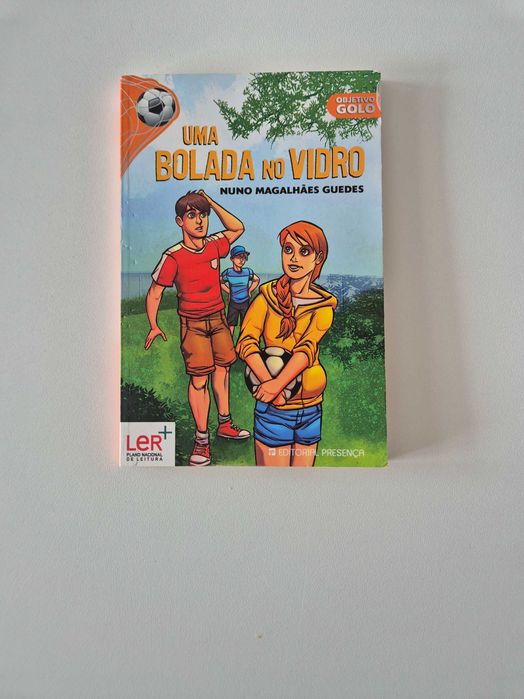 OBJETIVO
GOLO
UMA
BOLADA NO VIDRO
NUNO MAGALHÃES GUEDES
LeR+
PLANO NACIONAL
DE LEITURA
EDITORIAL PRESENÇA